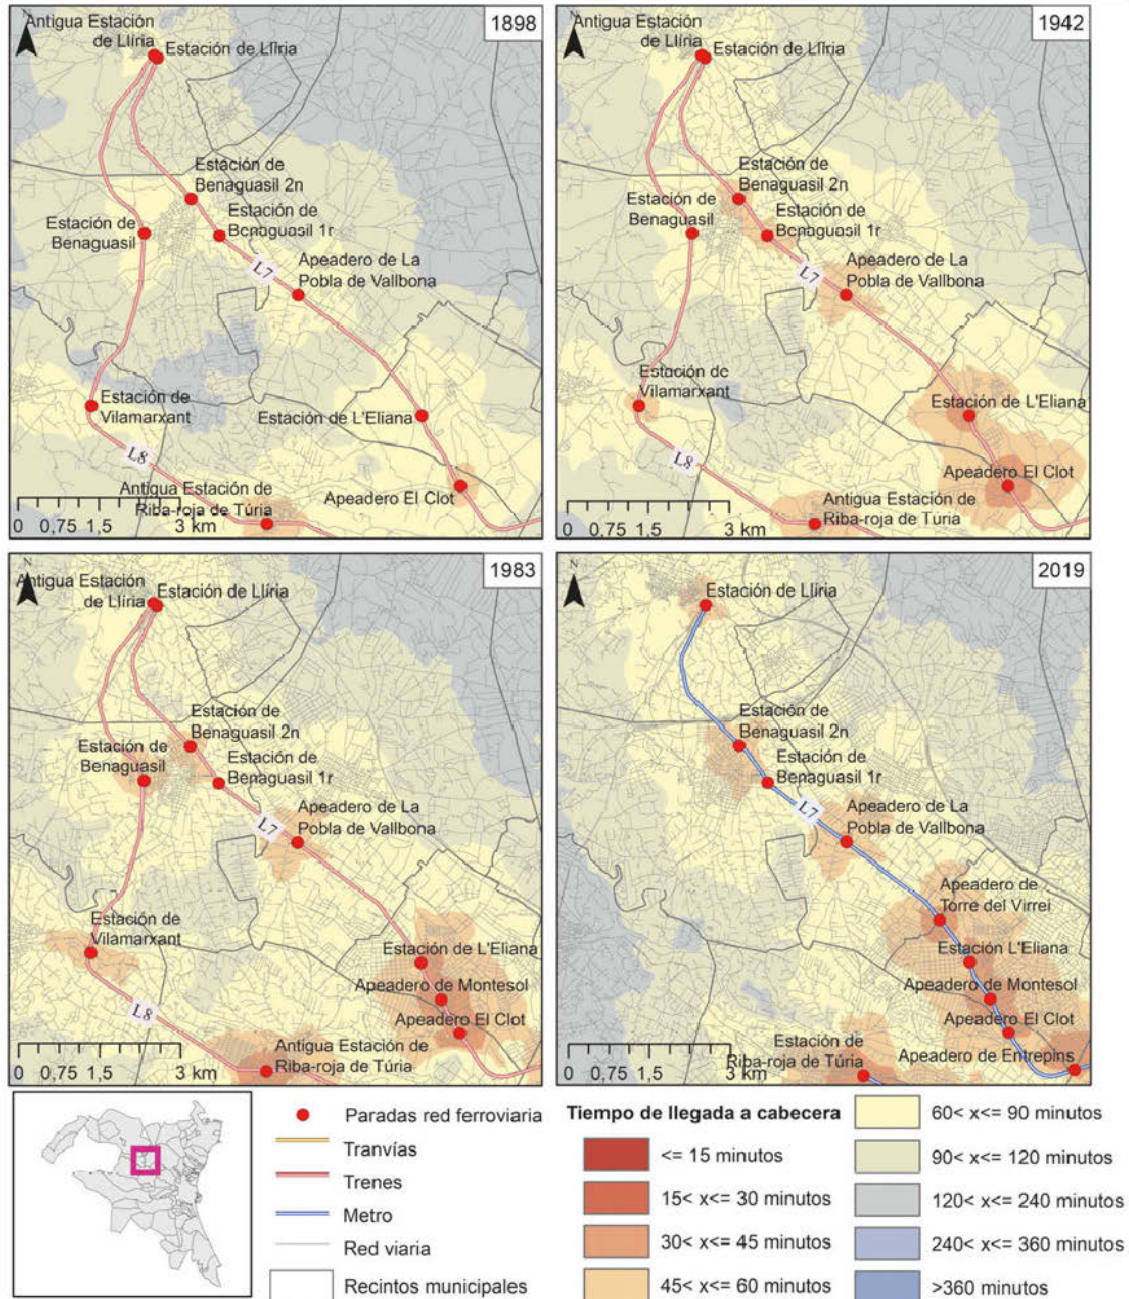 N
1898
Antigua Estación
de Llíria
Estación de Llíria
Estación de
Benaguasil 2n
Estación de
Benaguasil
Estación de
Benaguasil 1r
L7
Apeadero de La
Pobla de Vallbona
Estación de
Vilamarxant
Estación de L'Eliana
L8
Antigua Estación de
Riba-roja de Túria
Apeadero El Clot
0 0,75 1,5 3 km
N
1942
Antigua Estación
de Llíria
Estación de Llíria
Estación de
Benaguasil 2n
Estación de
Benaguasil
Estación de
Benaguasil 1r
L7
Apeadero de La
Pobla de Vallbona
Estación de
Vilamarxant
Estación de L'Eliana
L8
Apeadero El Clot
Antigua Estación de
Riba-roja de Túria
0 0,75 1,5 3 km
N
1983
Antigua Estación
de Llíria
Estación de Llíria
Estación de
Benaguasil 2n
Estación de
Benaguasil
Estación de
Benaguasil 1r
L7
Apeadero de La
Pobla de Vallbona
Estación de
Vilamarxant
Estación de L'Eliana
Apeadero de Montesol
L8
Apeadero El Clot
Antigua Estación de
Riba-roja de Túria
0 0,75 1,5 3 km
N
2019
Estación de Llíria
Estación de
Benaguasil 2n
Estación de
Benaguasil 1r
L7
Apeadero de La
Pobla de Vallbona
Apeadero de
Torre del Virrei
Estación L'Eliana
Apeadero de Montesol
Apeadero El Clot
Estación de
Riba-roja de Túria
Apeadero de Entrepins
0 0,75 1,5 3 km
Paradas red ferroviaria
Tranvías
Trenes
Metro
Red viaria
Recintos municipales
Tiempo de llegada a cabecera
<= 15 minutos
15< x<= 30 minutos
30< x<= 45 minutos
45< x<= 60 minutos
60< x<= 90 minutos
90< x<= 120 minutos
120< x<= 240 minutos
240< x<= 360 minutos
>360 minutos